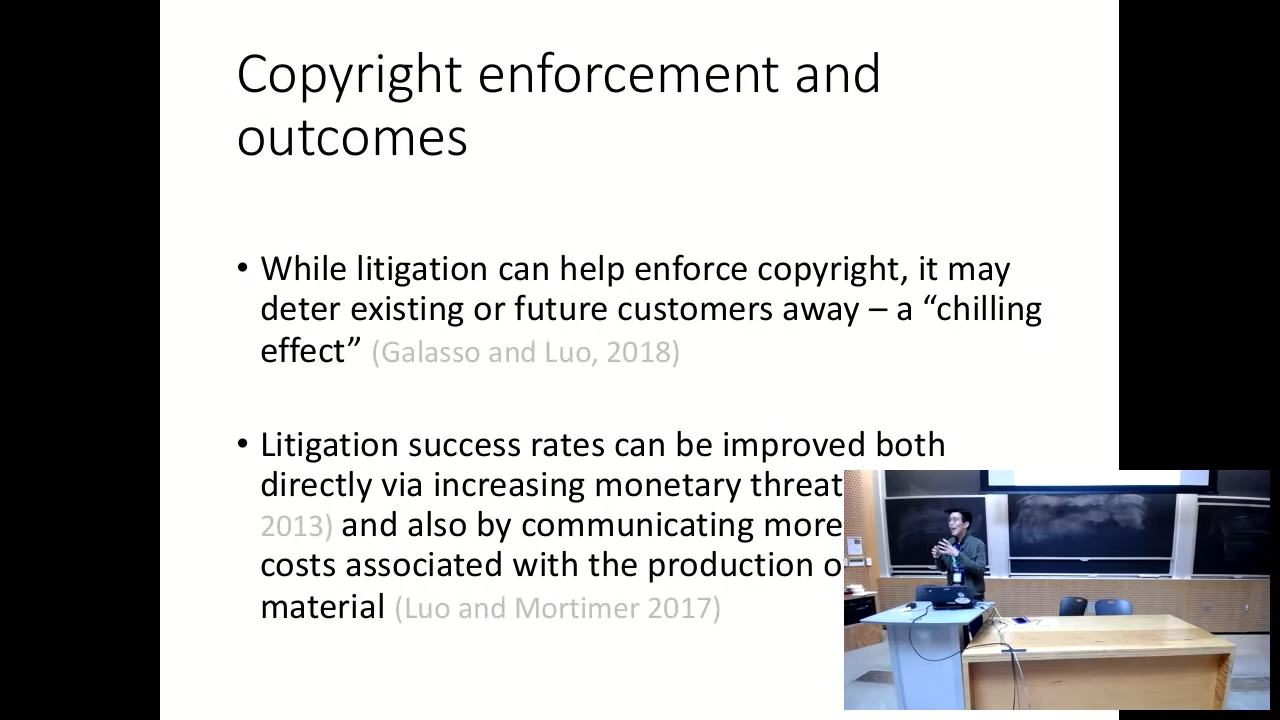 Copyright enforcement and
outcomes
• While litigation can help enforce copyright, it may
deter existing or future customers away – a “chilling
effect” (Galasso and Luo, 2018)
• Litigation success rates can be improved both
directly via increasing monetary threat
2013) and also by communicating more
costs associated with the production o
material (Luo and Mortimer 2017)